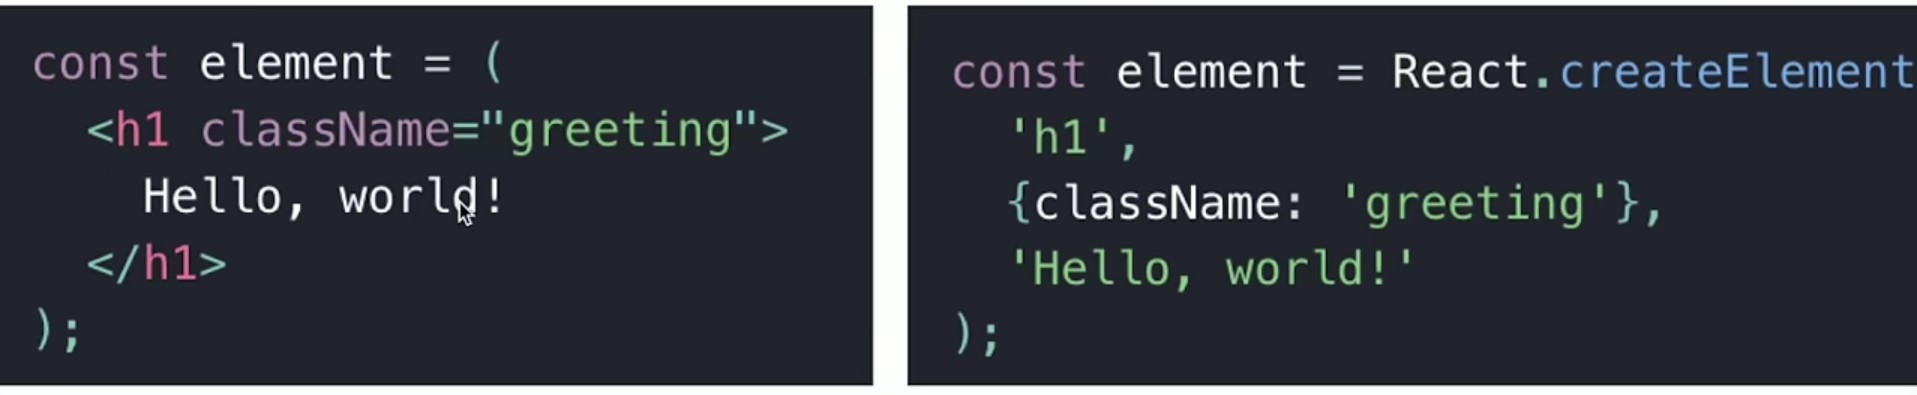 const element = (
<h1 className="greeting">
Hello, world!
</h1>
);
const element = React.createElement
'h1',
{className: 'greeting'},
'Hello, world!'
);